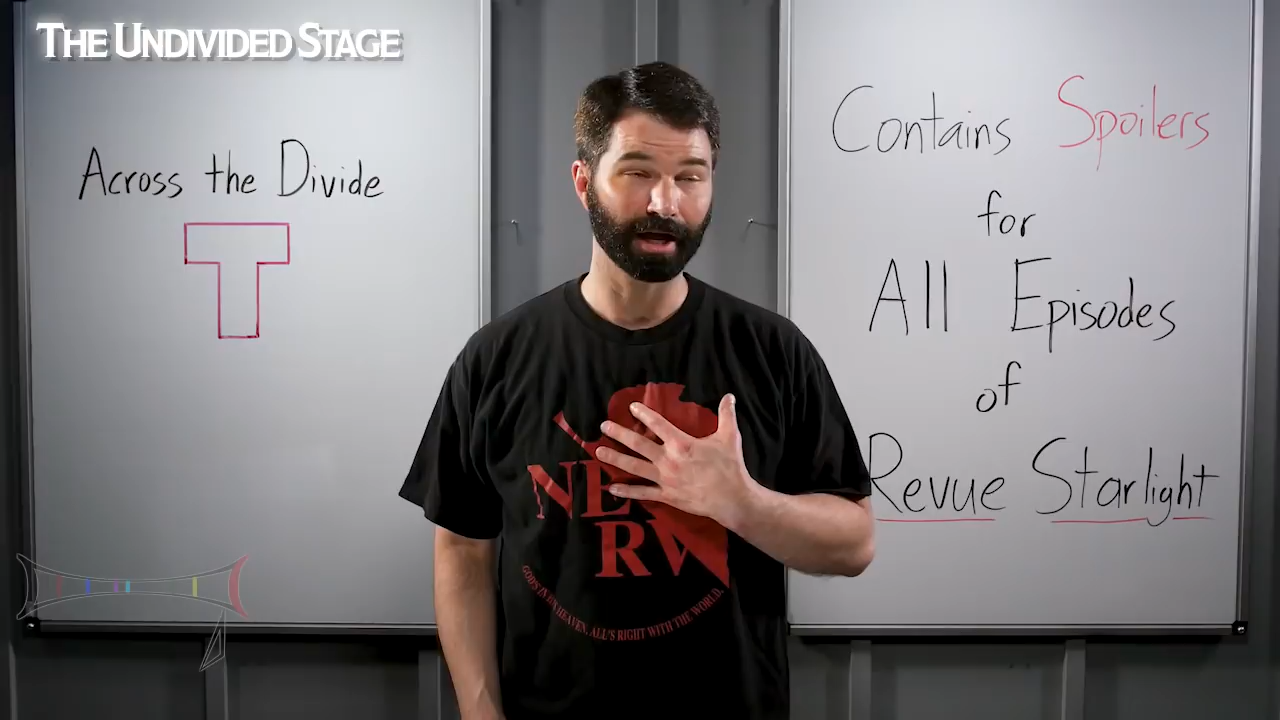 THE UNDIVIDED STAGE
Across the Divide
Contains Spoilers
for
All Episodes
of
Revue Starlight
NERV
GOD'S IN HIS HEAVEN, ALL'S RIGHT WITH THE WORLD.